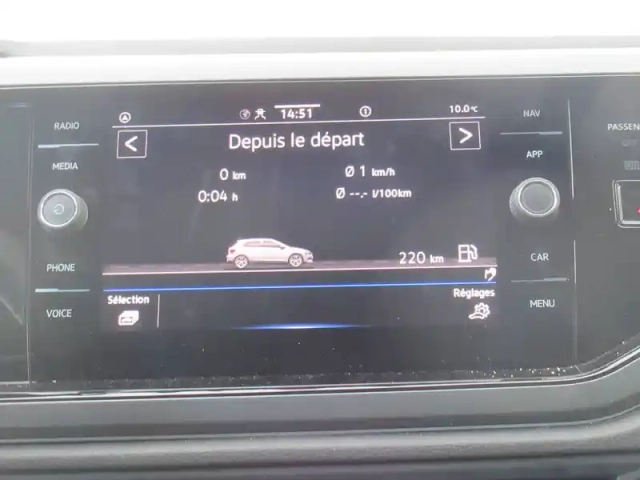 RADIO
14:51
10.0°C
NAV
PASSENG
MEDIA
<
Depuis le départ
>
APP
0 km
Ø 1 km/h
0:04 h
Ø --.- l/100km
PHONE
220 km
CAR
VOICE
Sélection
Réglages
MENU